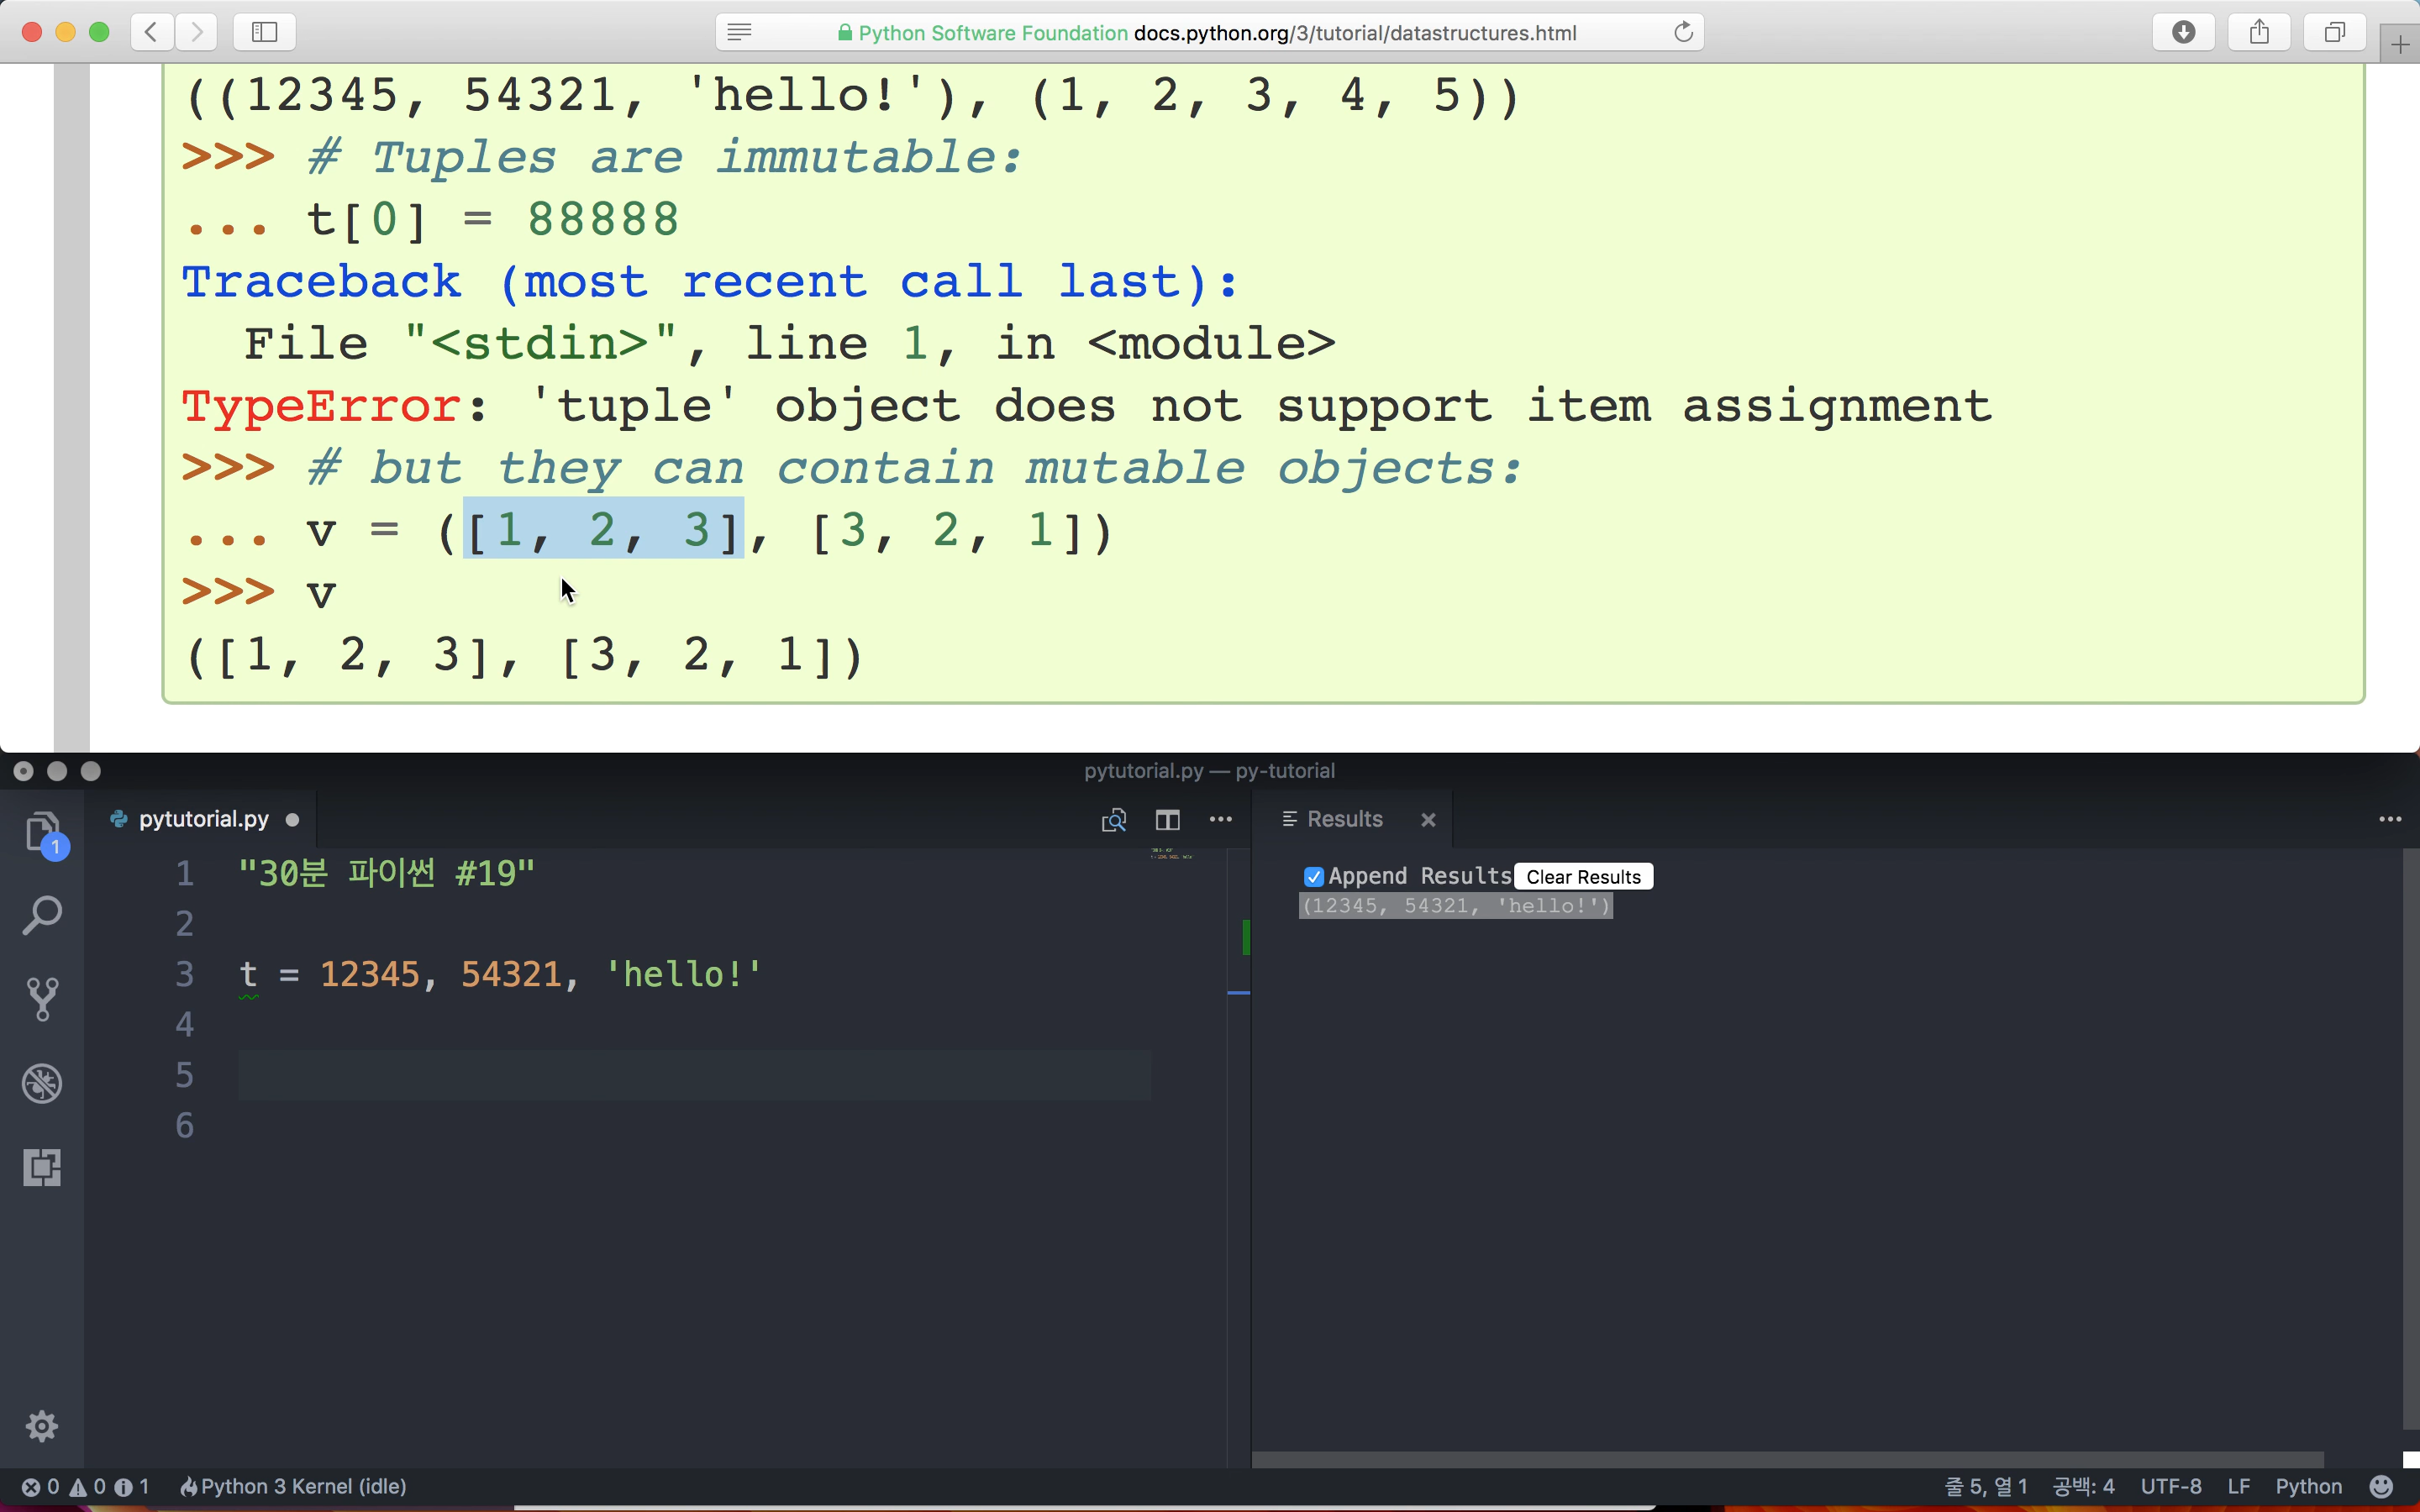 Python Software Foundation docs.python.org/3/tutorial/datastructures.html
((12345, 54321, 'hello!'), (1, 2, 3, 4, 5))
>>> # Tuples are immutable:
... t[0] = 88888
Traceback (most recent call last):
  File "<stdin>", line 1, in <module>
TypeError: 'tuple' object does not support item assignment
>>> # but they can contain mutable objects:
... v = ([1, 2, 3], [3, 2, 1])
>>> v
([1, 2, 3], [3, 2, 1])
pytutorial.py — py-tutorial
1
pytutorial.py
Results
1 "30분 파이썬 #19"
2
3 t = 12345, 54321, 'hello!'
4
5
6
Append Results Clear Results
(12345, 54321, 'hello!')
0 0 1 Python 3 Kernel (idle)
줄 5, 열 1 공백: 4 UTF-8 LF Python